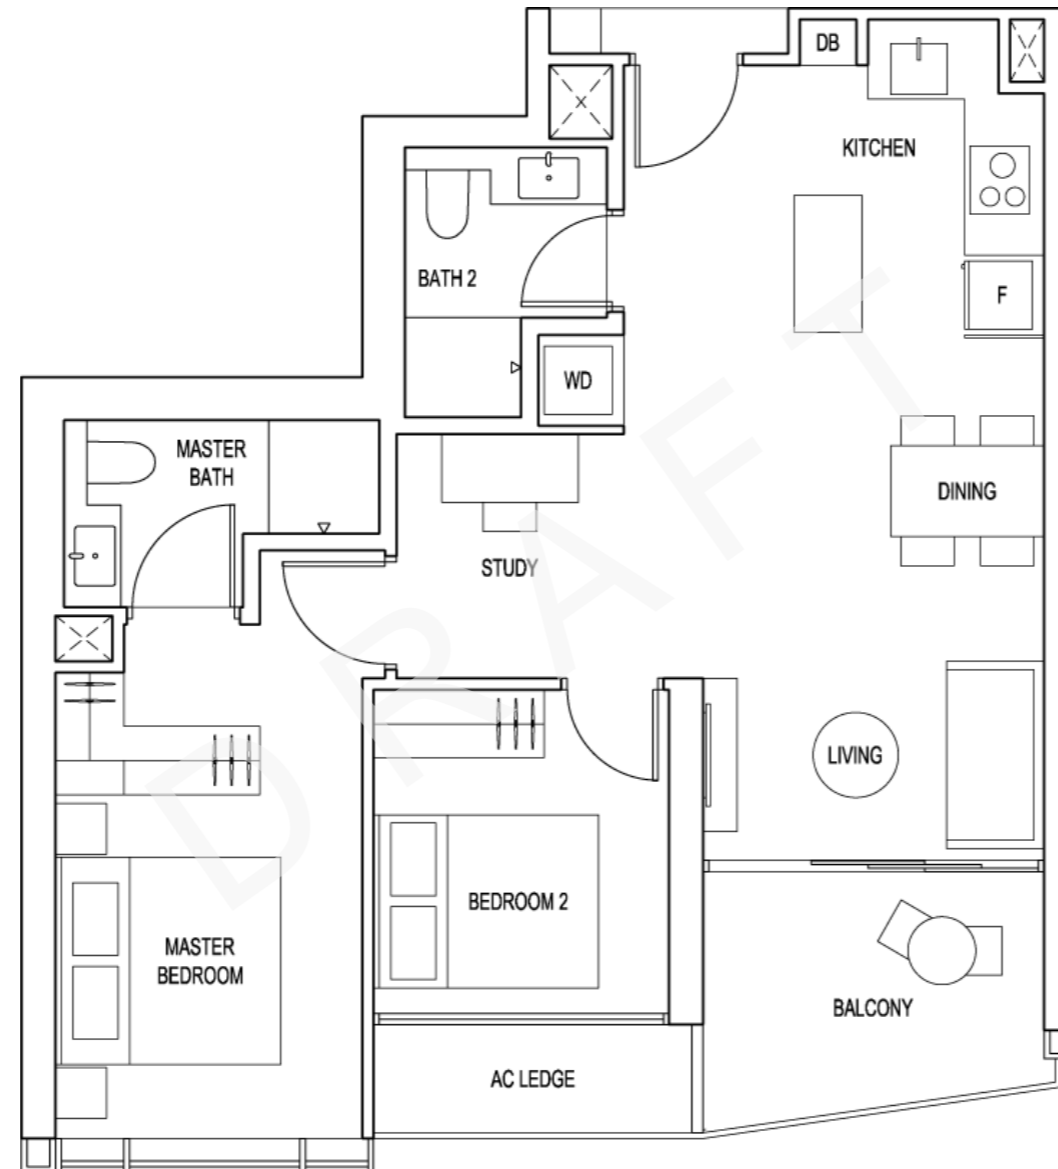 DB
KITCHEN
BATH 2
F
WD
MASTER
BATH
DINING
STUDY
LIVING
BEDROOM 2
MASTER
BEDROOM
BALCONY
AC LEDGE
DRAFT